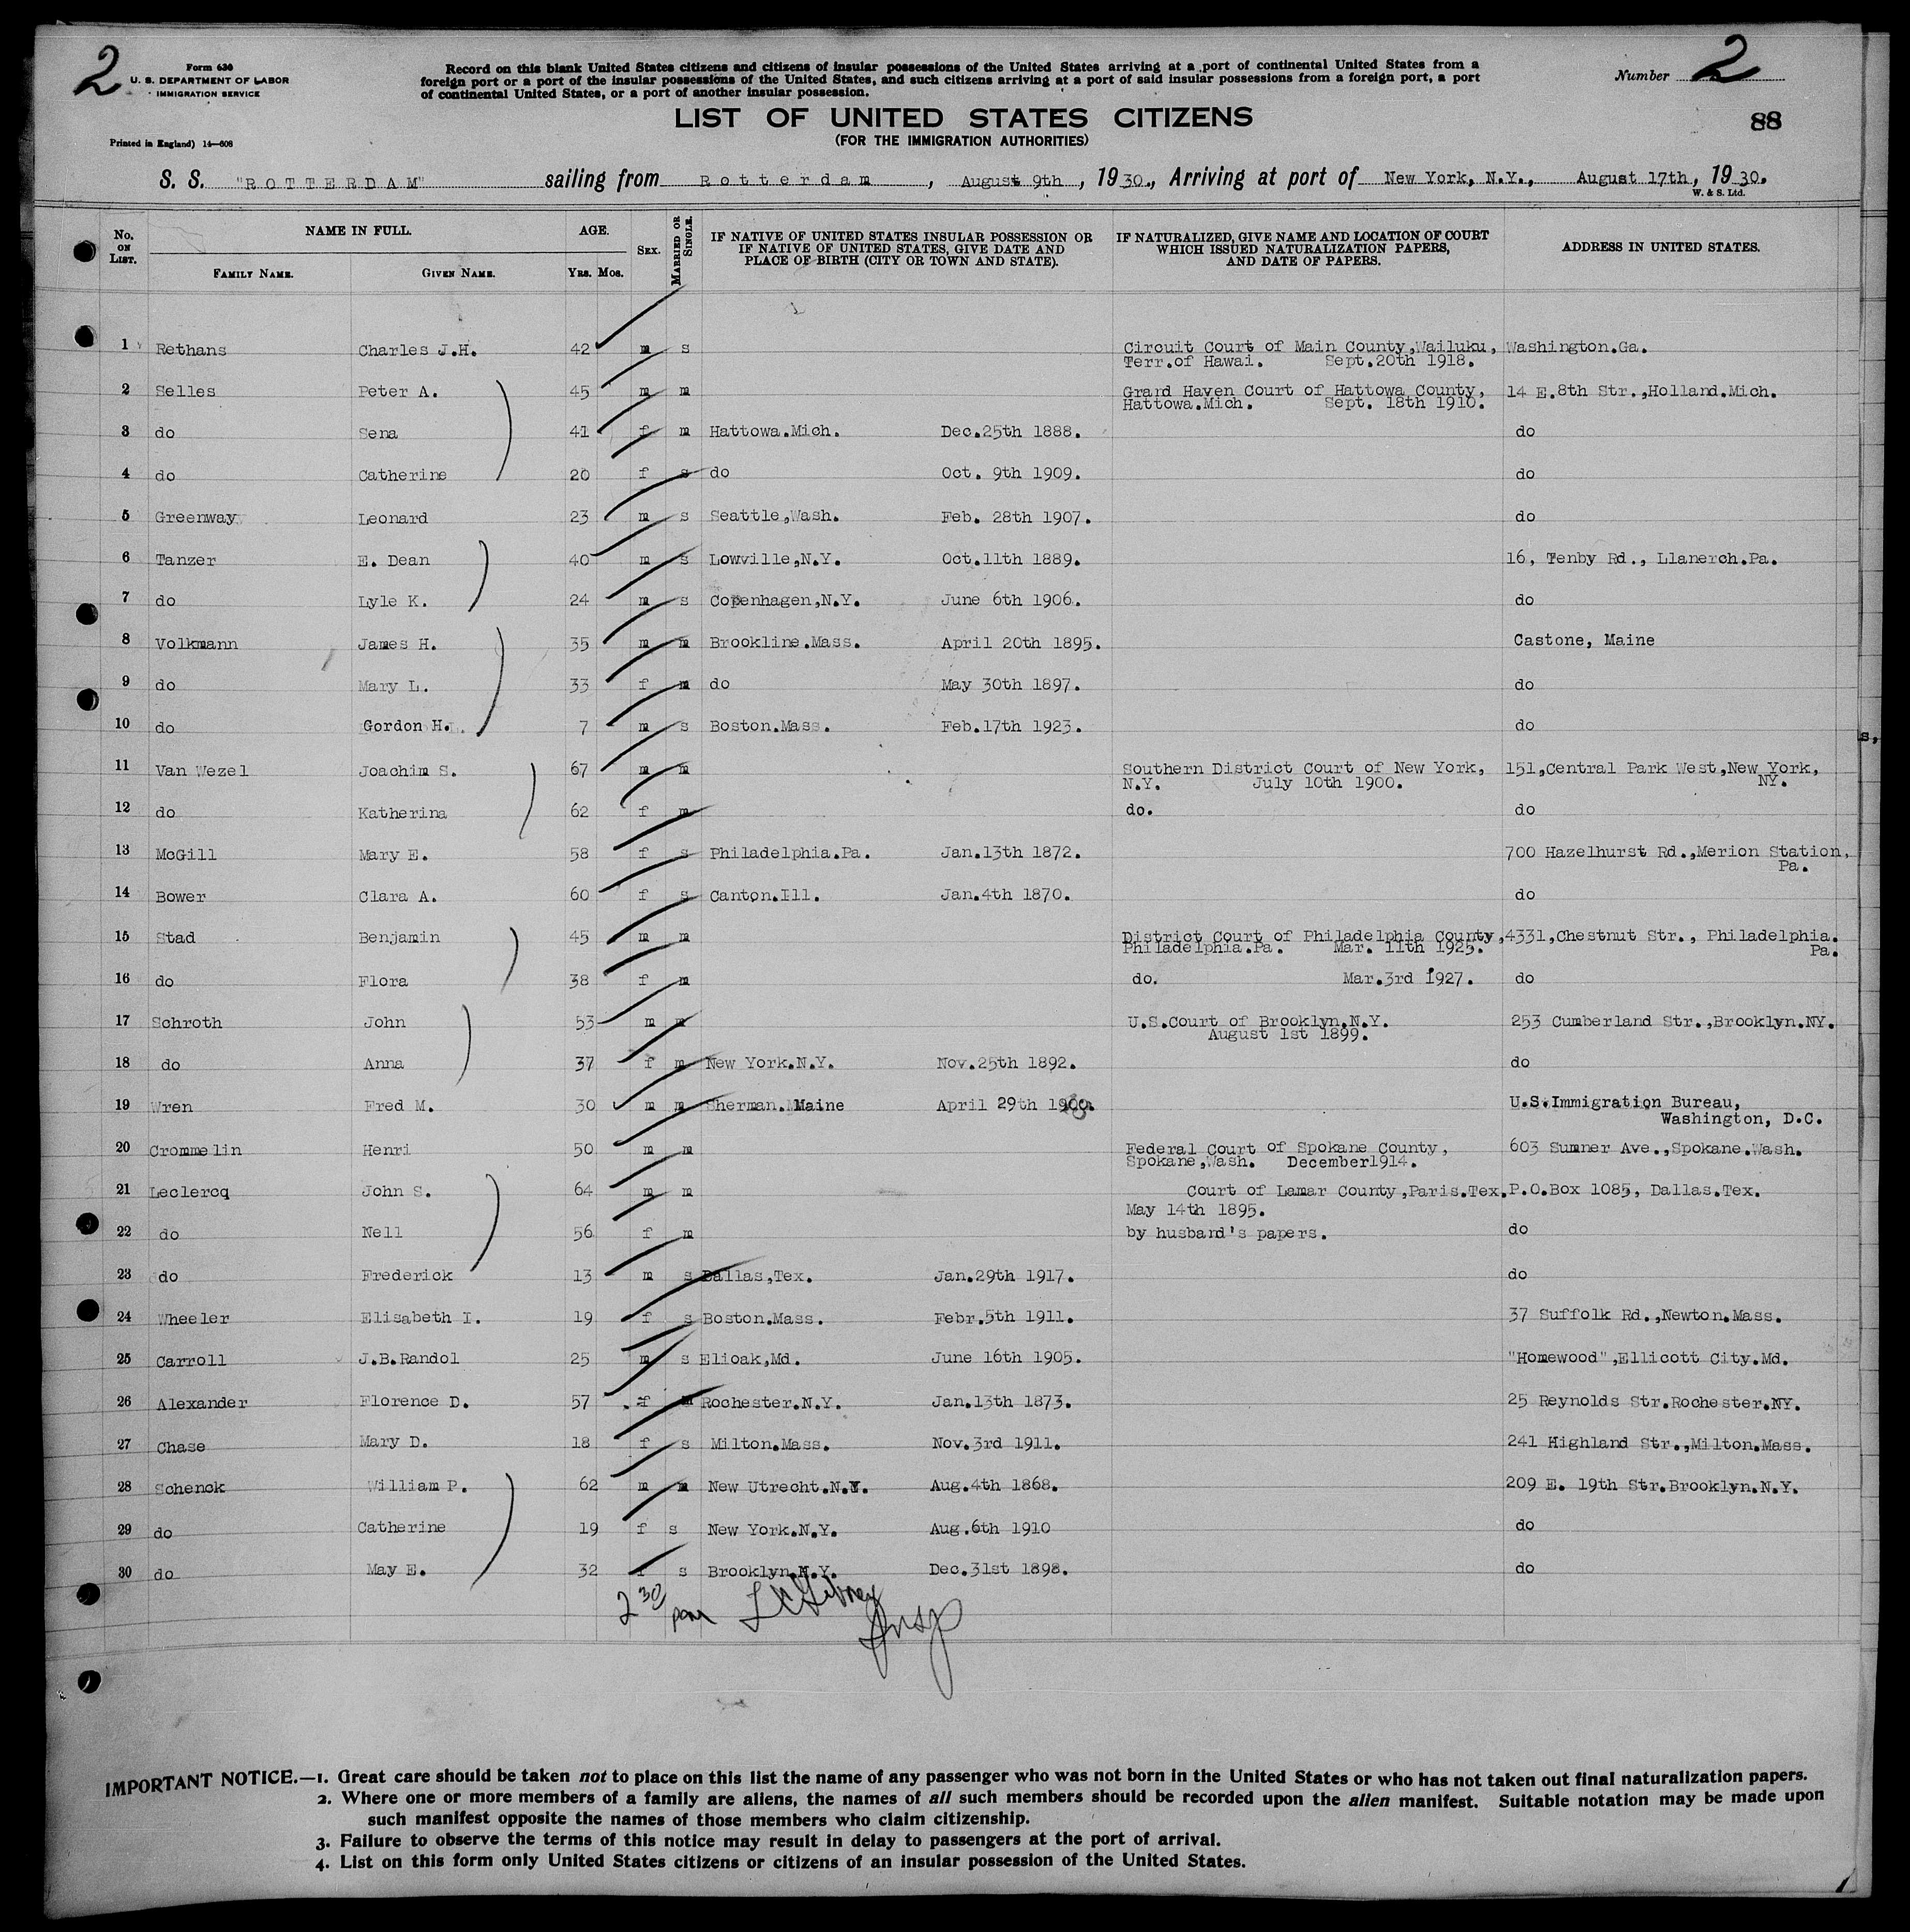 2
Form 630
U. S. DEPARTMENT OF LABOR
IMMIGRATION SERVICE
Printed in England) 14—608
Record on this blank United States citizens and citizens of insular possessions of the United States arriving at a port of continental United States from a
foreign port or a port of the insular possessions of the United States, and such citizens arriving at a port of said insular possessions from a foreign port, a port
of continental United States, or a port of another insular possession.
Number 2
LIST OF UNITED STATES CITIZENS
(FOR THE IMMIGRATION AUTHORITIES)
88
S. S. "ROTTERDAM" sailing from Rotterdam, August 9th, 1930., Arriving at port of New York, N.Y., August 17th, 1930.
W. & S. Ltd.
No. ON LIST. NAME IN FULL. FAMILY NAME. GIVEN NAME. AGE. Yrs. Mos. SEX. MARRIED OR SINGLE.
IF NATIVE OF UNITED STATES INSULAR POSSESSION OR
IF NATIVE OF UNITED STATES, GIVE DATE AND
PLACE OF BIRTH (CITY OR TOWN AND STATE).
IF NATURALIZED, GIVE NAME AND LOCATION OF COURT
WHICH ISSUED NATURALIZATION PAPERS,
AND DATE OF PAPERS.
ADDRESS IN UNITED STATES.
1 Rethans Charles J.H. 42 m s Circuit Court of Main County,Wailuku, Washington.Ga.
Terr.of Hawai. Sept.20th 1918.
2 Selles Peter A. 45 m m Grard Haven Court of Hattowa County, 14 E.8th Str.,Holland.Mich.
Hattowa.Mich. Sept. 18th 1910.
3 do Sena 41 f m Hattowa.Mich. Dec.25th 1888. do
4 do Catherine 20 f s do Oct. 9th 1909. do
5 Greenway Leonard 23 m s Seattle,Wash. Feb. 28th 1907. do
6 Tanzer E. Dean 40 m s Lowville,N.Y. Oct.11th 1889. 16, Tenby Rd., Llanerch.Pa.
7 do Lyle K. 24 m s Copenhagen,N.Y. June 6th 1906. do
8 Volkmann James H. 35 m m Brookline.Mass. April 20th 1895. Castone, Maine
9 do Mary L. 33 f m do May 30th 1897. do
10 do Gordon H. 7 m s Boston.Mass. Feb.17th 1923. do
s,
11 Van Wezel Joachim S. 67 m m Southern District Court of New York, 151,Central Park West,New York,
N.Y. July 10th 1900. NY.
12 do Katherina 62 f m do. do
13 McGill Mary E. 58 f s Philadelphia.Pa. Jan.13th 1872. 700 Hazelhurst Rd.,Merion Station,
Pa.
14 Bower Clara A. 60 f s Canton.Ill. Jan.4th 1870. do
15 Stad Benjamin 45 m m District Court of Philadelphia County, 4331,Chestnut Str., Philadelphia.
Philadelphia.Pa. Mar. 11th 1925. Pa.
16 do Flora 38 f m do. Mar.3rd 1927. do
17 Schroth John 53 m m U.S.Court of Brooklyn.N.Y. 253 Cumberland Str.,Brooklyn.NY.
August 1st 1899.
18 do Anna 37 f m New York.N.Y. Nov.25th 1892. do
19 Wren Fred M. 30 m m Sherman.Maine April 29th 1900. U.S.Immigration Bureau,
Washington, D.C.
20 Crommelin Henri 50 m m Federal Court of Spokane County, 603 Sumner Ave.,Spokane.Wash.
Spokane,Wash. December1914.
21 Leclercq John S. 64 m m Court of Lamar County,Paris.Tex. P.O.Box 1085, Dallas.Tex.
May 14th 1895.
22 do Nell 56 f m by husband's papers. do
23 do Frederick 13 m s Dallas,Tex. Jan.29th 1917. do
24 Wheeler Elisabeth I. 19 f s Boston.Mass. Febr.5th 1911. 37 Suffolk Rd.,Newton.Mass.
25 Carroll J.B.Randol 25 m s Elioak,Md. June 16th 1905. "Homewood",Ellicott City.Md.
26 Alexander Florence D. 57 f m Rochester.N.Y. Jan.13th 1873. 25 Reynolds Str.Rochester.NY.
27 Chase Mary D. 18 f s Milton.Mass. Nov.3rd 1911. 241 Highland Str.,Milton.Mass.
28 Schenck William P. 62 m m New Utrecht.N.Y. Aug.4th 1868. 209 E. 19th Str.Brooklyn.N.Y.
29 do Catherine 19 f s New York.N.Y. Aug.6th 1910 do
30 do May E. 32 f s Brooklyn.N.Y. Dec.31st 1898. do
2 30 pm Insp
IMPORTANT NOTICE.—1. Great care should be taken not to place on this list the name of any passenger who was not born in the United States or who has not taken out final naturalization papers.
2. Where one or more members of a family are aliens, the names of all such members should be recorded upon the alien manifest. Suitable notation may be made upon
such manifest opposite the names of those members who claim citizenship.
3. Failure to observe the terms of this notice may result in delay to passengers at the port of arrival.
4. List on this form only United States citizens or citizens of an insular possession of the United States.